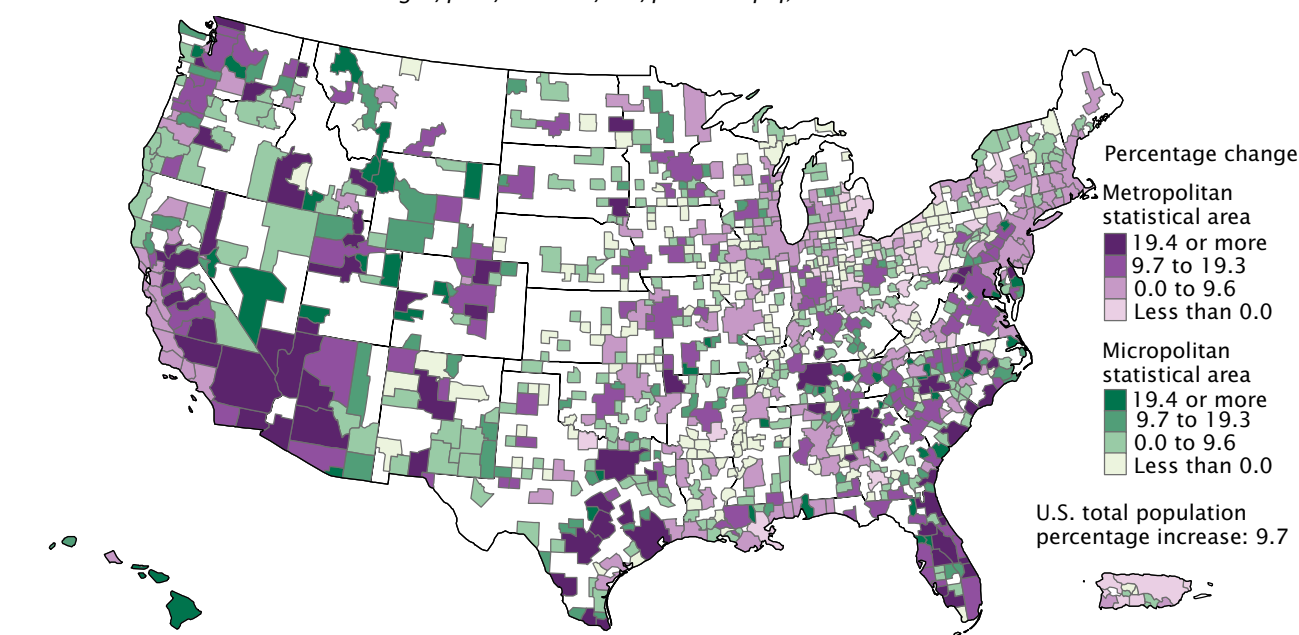 Percentage change
Metropolitan
statistical area
19.4 or more
9.7 to 19.3
0.0 to 9.6
Less than 0.0
Micropolitan
statistical area
19.4 or more
9.7 to 19.3
0.0 to 9.6
Less than 0.0
U.S. total population
percentage increase: 9.7